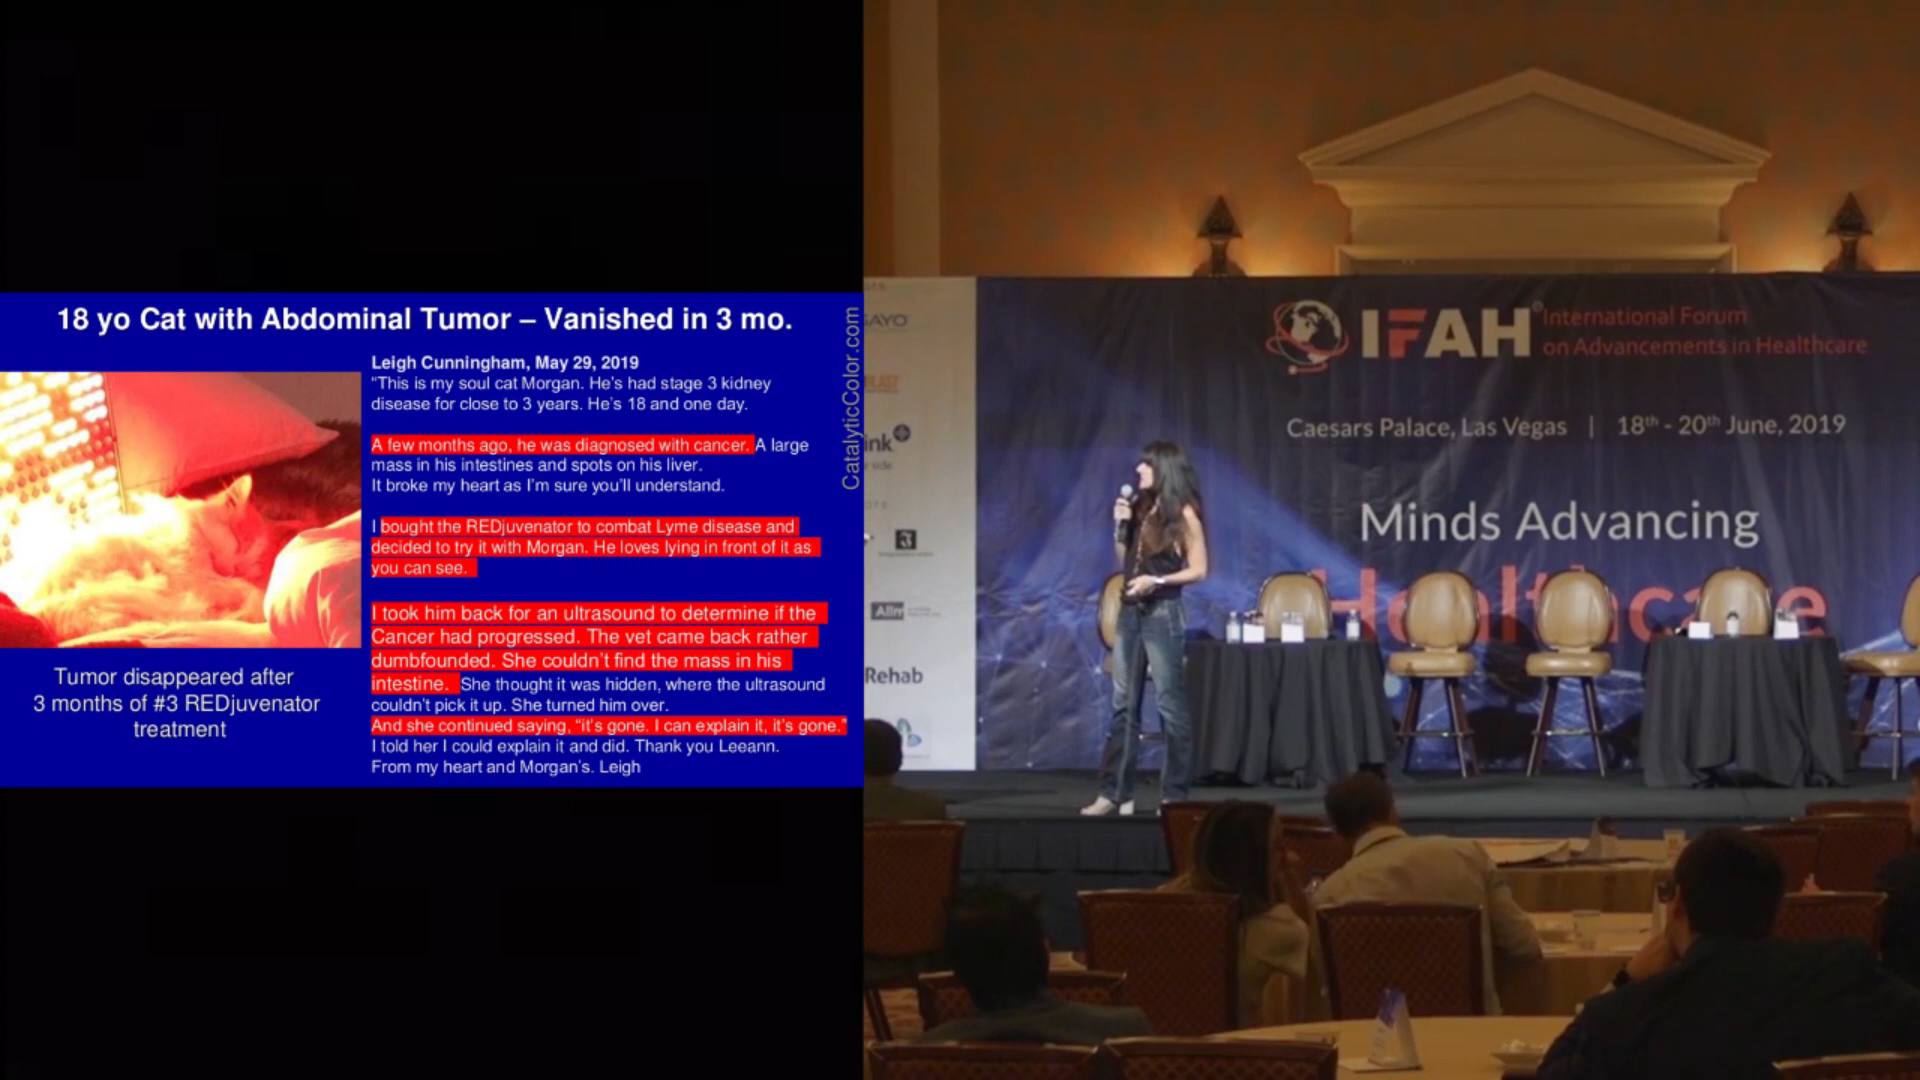 18 yo Cat with Abdominal Tumor – Vanished in 3 mo.
Leigh Cunningham, May 29, 2019
"This is my soul cat Morgan. He's had stage 3 kidney
disease for close to 3 years. He's 18 and one day.
A few months ago, he was diagnosed with cancer. A large
mass in his intestines and spots on his liver.
It broke my heart as I'm sure you'll understand.
I bought the REDjuvenator to combat Lyme disease and
decided to try it with Morgan. He loves lying in front of it as
you can see.
I took him back for an ultrasound to determine if the
Cancer had progressed. The vet came back rather
dumbfounded. She couldn't find the mass in his
intestine. She thought it was hidden, where the ultrasound
couldn't pick it up. She turned him over.
And she continued saying, "it's gone. I can explain it, it's gone."
I told her I could explain it and did. Thank you Leeann.
From my heart and Morgan's. Leigh
Tumor disappeared after
3 months of #3 REDjuvenator
treatment
CatalyticColor.com
IFAH
International Forum
on Advancements in Healthcare
Caesars Palace, Las Vegas | 18th - 20th June, 2019
Minds Advancing
Healthcare
Rehab